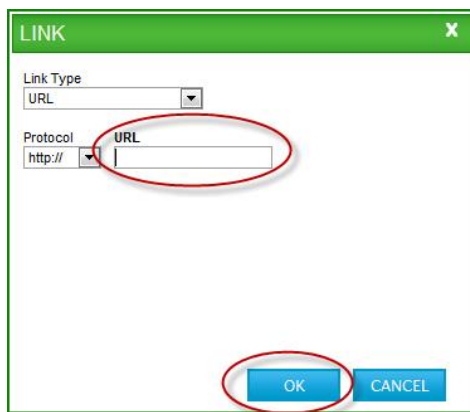 LINK X
Link Type
URL
Protocol URL
http://
OK CANCEL